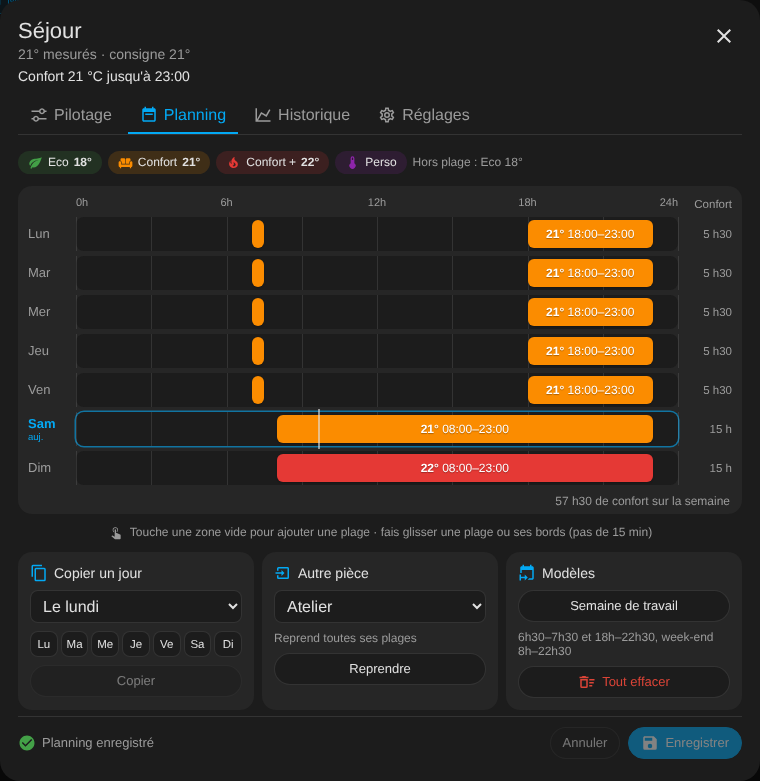 Séjour
21° mesurés · consigne 21°
Confort 21 °C jusqu'à 23:00
Pilotage Planning Historique Réglages
Eco 18° Confort 21° Confort + 22° Perso Hors plage : Eco 18°
0h 6h 12h 18h 24h Confort
Lun 21° 18:00–23:00 5 h30
Mar 21° 18:00–23:00 5 h30
Mer 21° 18:00–23:00 5 h30
Jeu 21° 18:00–23:00 5 h30
Ven 21° 18:00–23:00 5 h30
Sam 21° 08:00–23:00 15 h
auj.
Dim 22° 08:00–23:00 15 h
57 h30 de confort sur la semaine
Touche une zone vide pour ajouter une plage · fais glisser une plage ou ses bords (pas de 15 min)
Copier un jour
Le lundi
Lu Ma Me Je Ve Sa Di
Copier
Autre pièce
Atelier
Reprend toutes ses plages
Reprendre
Modèles
Semaine de travail
6h30–7h30 et 18h–22h30, week-end
8h–22h30
Tout effacer
Planning enregistré Annuler Enregistrer